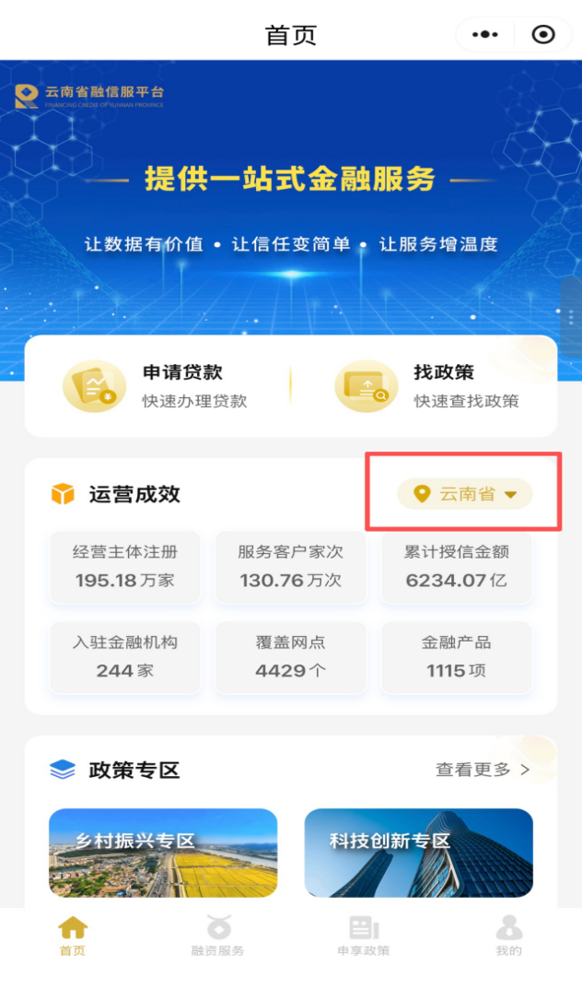 首页
云南省融信服平台
FINANCING CREDIT OF YUNNAN PROVINCE
提供一站式金融服务
让数据有价值 • 让信任变简单 • 让服务增温度
申请贷款
快速办理贷款
找政策
快速查找政策
运营成效
云南省
经营主体注册
195.18万家
服务客户家次
130.76万次
累计授信金额
6234.07亿
入驻金融机构
244家
覆盖网点
4429个
金融产品
1115项
政策专区
查看更多 >
乡村振兴专区
科技创新专区
首页
融资服务
申享政策
我的